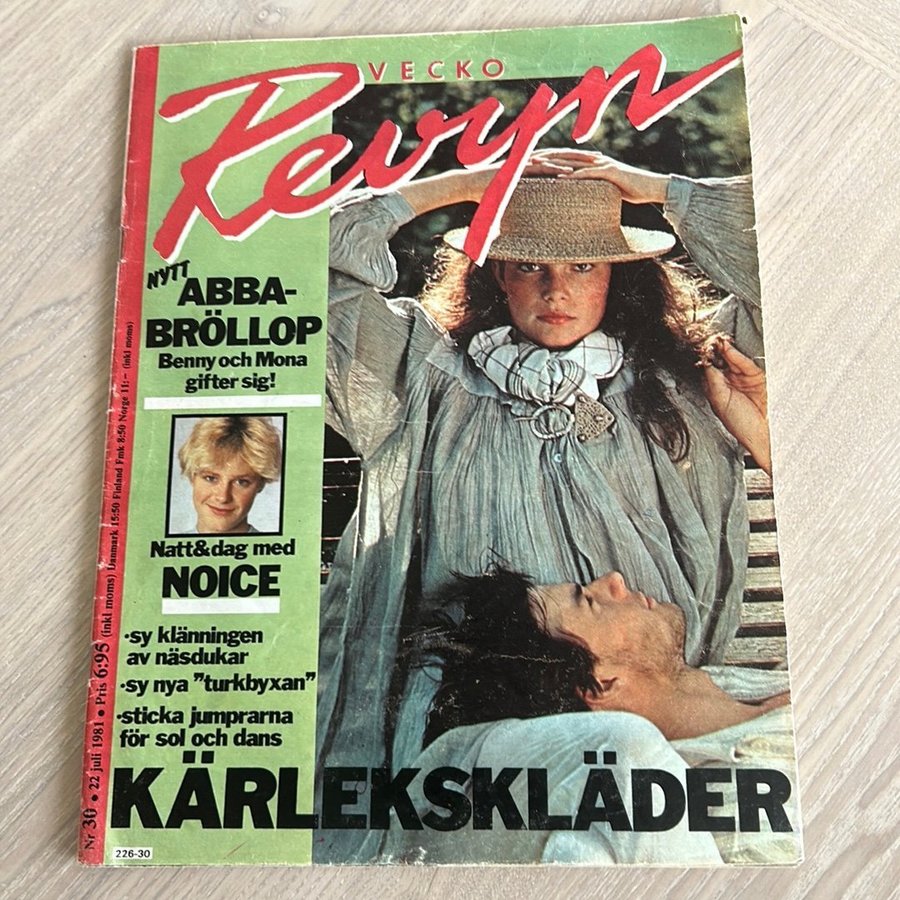 VECKO
Revyn
NYTT
ABBA-
BRÖLLOP
Benny och Mona
gifter sig!
Natt&dag med
NOICE
•sy klänningen
av näsdukar
•sy nya "turkbyxan"
•sticka jumprarna
för sol och dans
KÄRLEKSKLÄDER
Nr 30 • 22 juli 1981 • Pris 6:95 (inkl moms) Danmark 15:50 Finland Fmk 8:50 Norge 11:- (inkl moms)
226-30